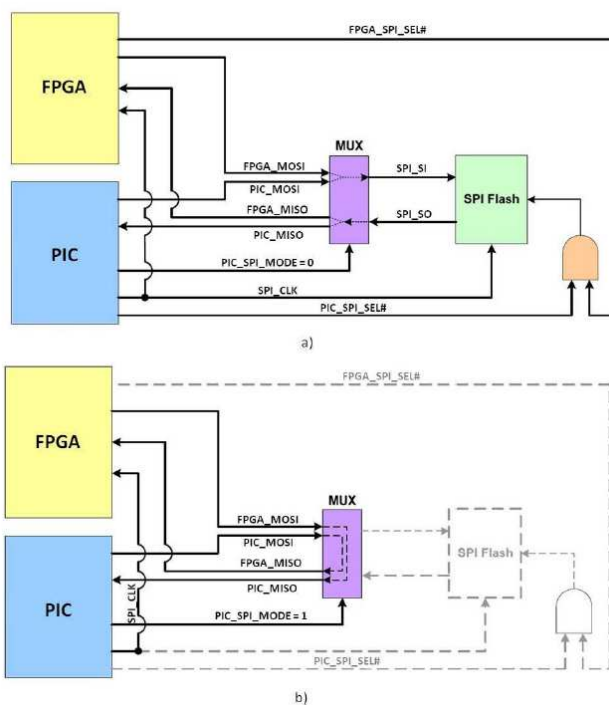 FPGA_SPI_SEL#
FPGA
MUX
FPGA_MOSI
SPI_SI
PIC_MOSI
FPGA_MISO
SPI_SO
SPI Flash
PIC_MISO
PIC
PIC_SPI_MODE = 0
SPI_CLK
PIC_SPI_SEL#
a)
FPGA_SPI_SEL#
FPGA
MUX
FPGA_MOSI
PIC_MOSI
FPGA_MISO
SPI Flash
PIC_MISO
PIC
SPI_CLK
PIC_SPI_MODE = 1
PIC_SPI_SEL#
b)